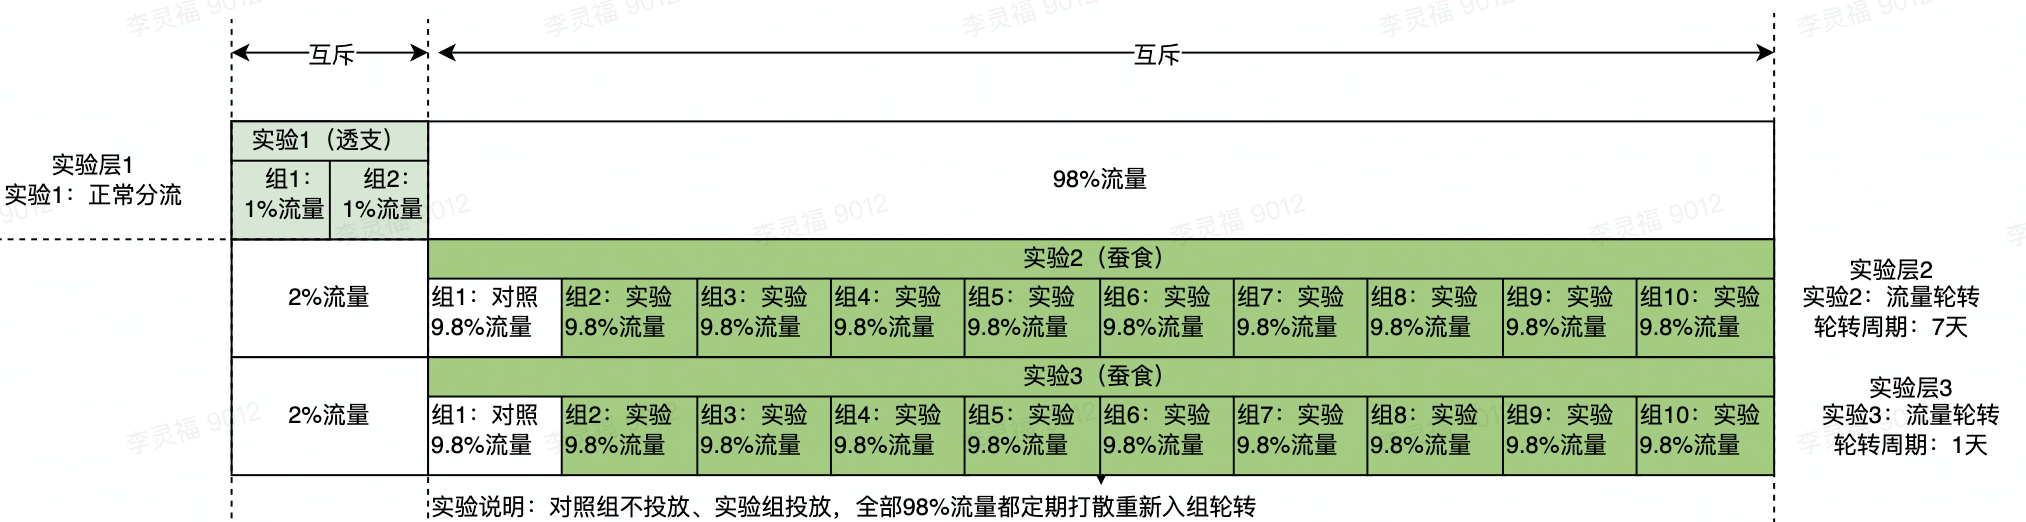 互斥
互斥
实验层1
实验1：正常分流
实验1（透支）
组1：
1%流量
组2：
1%流量
98%流量
2%流量
实验2（蚕食）
组1：对照
9.8%流量
组2：实验
9.8%流量
组3：实验
9.8%流量
组4：实验
9.8%流量
组5：实验
9.8%流量
组6：实验
9.8%流量
组7：实验
9.8%流量
组8：实验
9.8%流量
组9：实验
9.8%流量
组10：实验
9.8%流量
实验层2
实验2：流量轮转
轮转周期：7天
2%流量
实验3（蚕食）
组1：对照
9.8%流量
组2：实验
9.8%流量
组3：实验
9.8%流量
组4：实验
9.8%流量
组5：实验
9.8%流量
组6：实验
9.8%流量
组7：实验
9.8%流量
组8：实验
9.8%流量
组9：实验
9.8%流量
组10：实验
9.8%流量
实验层3
实验3：流量轮转
轮转周期：1天
实验说明：对照组不投放、实验组投放，全部98%流量都定期打散重新入组轮转
李灵福 9012